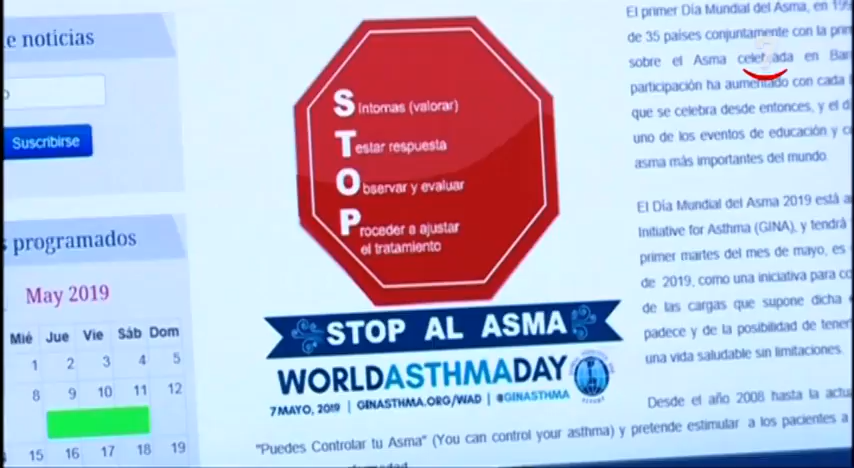 e noticias
Suscribirse
programados
May 2019
Mié Jue Vie Sáb Dom
1 2 3 4 5
8 9 10 11 12
15 16 17 18 19
SIntomas (valorar)
Testar respuesta
Observar y evaluar
Proceder a ajustar
el tratamiento
STOP AL ASMA
WORLDASTHMADAY
7 MAYO, 2019 | GINASTHMA.ORG/WAD | @GINASTHMA
El primer Día Mundial del Asma, en
de 35 países conjuntamente con la
sobre el Asma celebrada en
participación ha aumentado con cada
que se celebra desde entonces, y el
uno de los eventos de educación y
asma más importantes del mundo.
El Día Mundial del Asma 2019 está
Initiative for Asthma (GINA), y tendrá
primer martes del mes de mayo, es
de 2019, como una iniciativa para
de las cargas que supone dicha
padece y de la posibilidad de
una vida saludable sin limitaciones.
Desde el año 2008 hasta la
"Puedes Controlar tu Asma" (You can control your asthma) y pretende estimular a los pacientes a